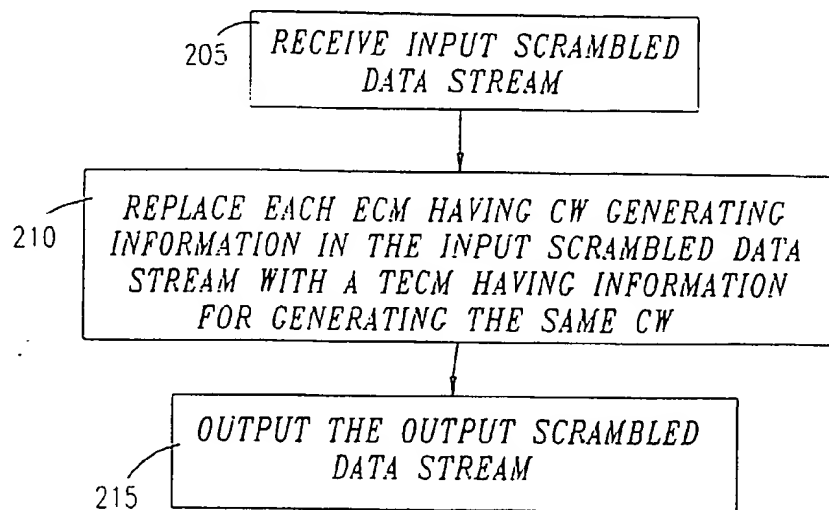 205
RECEIVE INPUT SCRAMBLED
DATA STREAM
210
REPLACE EACH ECM HAVING CW GENERATING
INFORMATION IN THE INPUT SCRAMBLED DATA
STREAM WITH A TECM HAVING INFORMATION
FOR GENERATING THE SAME CW
OUTPUT THE OUTPUT SCRAMBLED
DATA STREAM
215